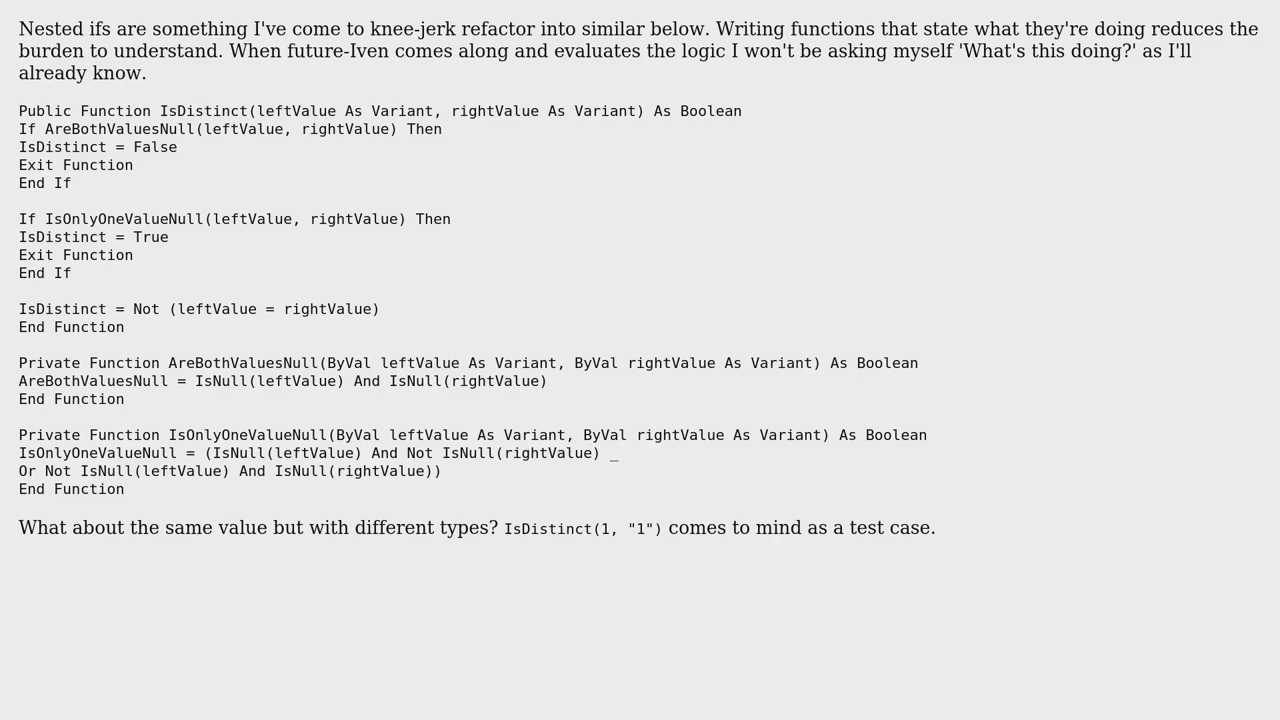 Nested ifs are something I've come to knee-jerk refactor into similar below. Writing functions that state what they're doing reduces the
burden to understand. When future-Iven comes along and evaluates the logic I won't be asking myself 'What's this doing?' as I'll
already know.
Public Function IsDistinct(leftValue As Variant, rightValue As Variant) As Boolean
If AreBothValuesNull(leftValue, rightValue) Then
IsDistinct = False
Exit Function
End If
If IsOnlyOneValueNull(leftValue, rightValue) Then
IsDistinct = True
Exit Function
End If
IsDistinct = Not (leftValue = rightValue)
End Function
Private Function AreBothValuesNull(ByVal leftValue As Variant, ByVal rightValue As Variant) As Boolean
AreBothValuesNull = IsNull(leftValue) And IsNull(rightValue)
End Function
Private Function IsOnlyOneValueNull(ByVal leftValue As Variant, ByVal rightValue As Variant) As Boolean
IsOnlyOneValueNull = (IsNull(leftValue) And Not IsNull(rightValue) _
Or Not IsNull(leftValue) And IsNull(rightValue))
End Function
What about the same value but with different types? IsDistinct(1, "1") comes to mind as a test case.